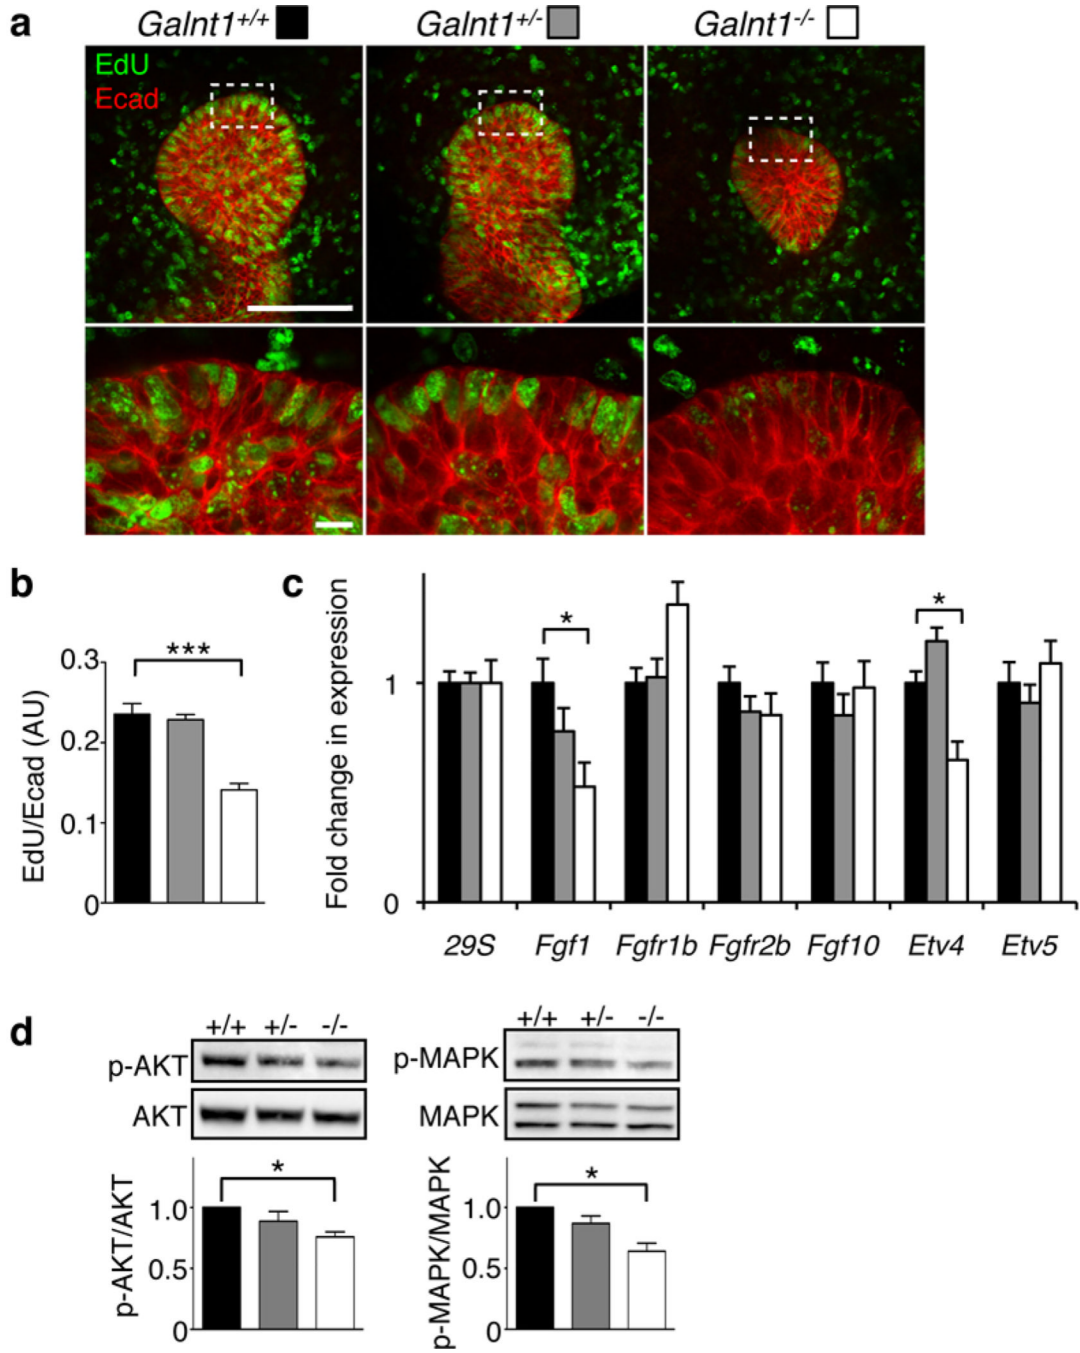 a
Galnt1+/+ Galnt1+/- Galnt1-/-
EdU
Ecad
b
EdU/Ecad (AU)
0.3
0.2
0.1
0
***
c
Fold change in expression
1
0
* *
29S Fgf1 Fgfr1b Fgfr2b Fgf10 Etv4 Etv5
d
+/+ +/- -/-
p-AKT
AKT
p-AKT/AKT
1.0
0.5
0
*
+/+ +/- -/-
p-MAPK
MAPK
p-MAPK/MAPK
1.0
0.5
0
*